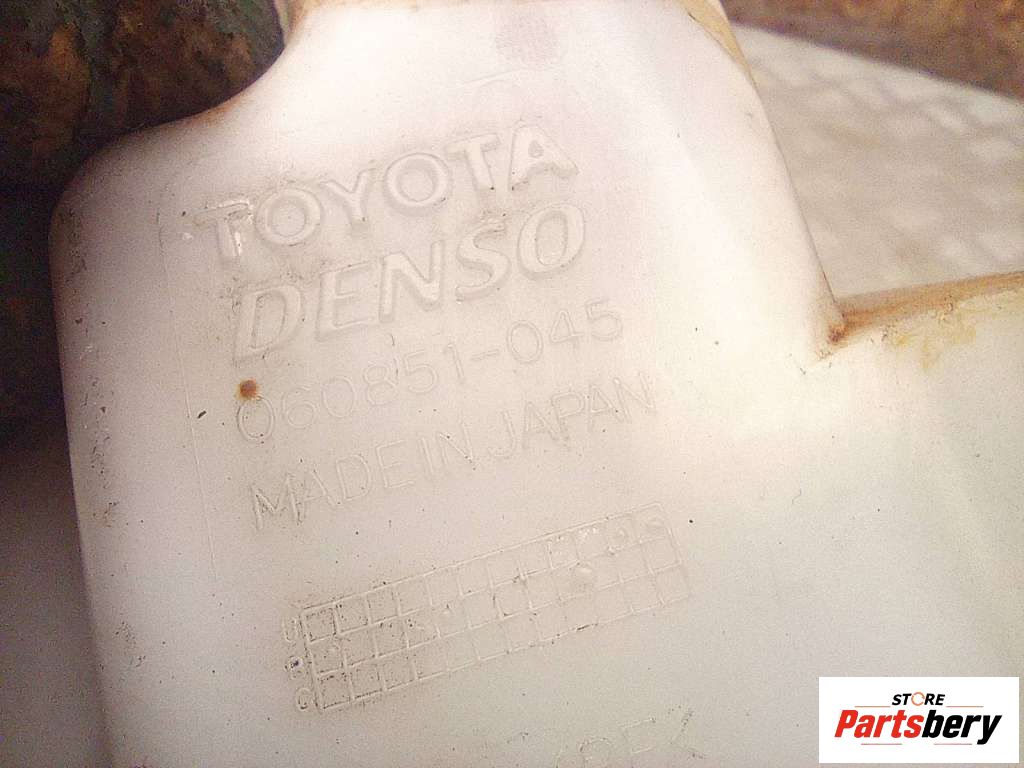 TOYOTA
DENSO
060851-045
MADE IN JAPAN
STORE
Partsbery